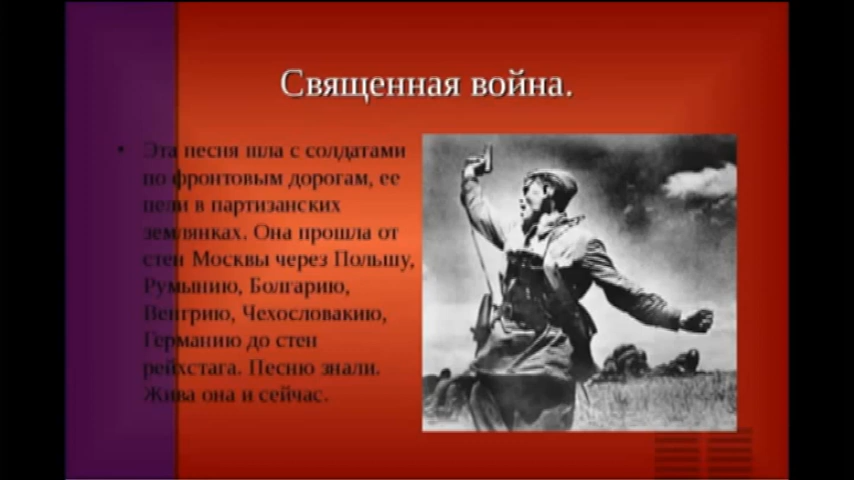 Священная война.
• Эта песня шла с солдатами
по фронтовым дорогам, ее
пели в партизанских
землянках. Она прошла от
стен Москвы через Польшу,
Румынию, Болгарию,
Венгрию, Чехословакию,
Германию до стен
рейхстага. Песню знали.
Жива она и сейчас.